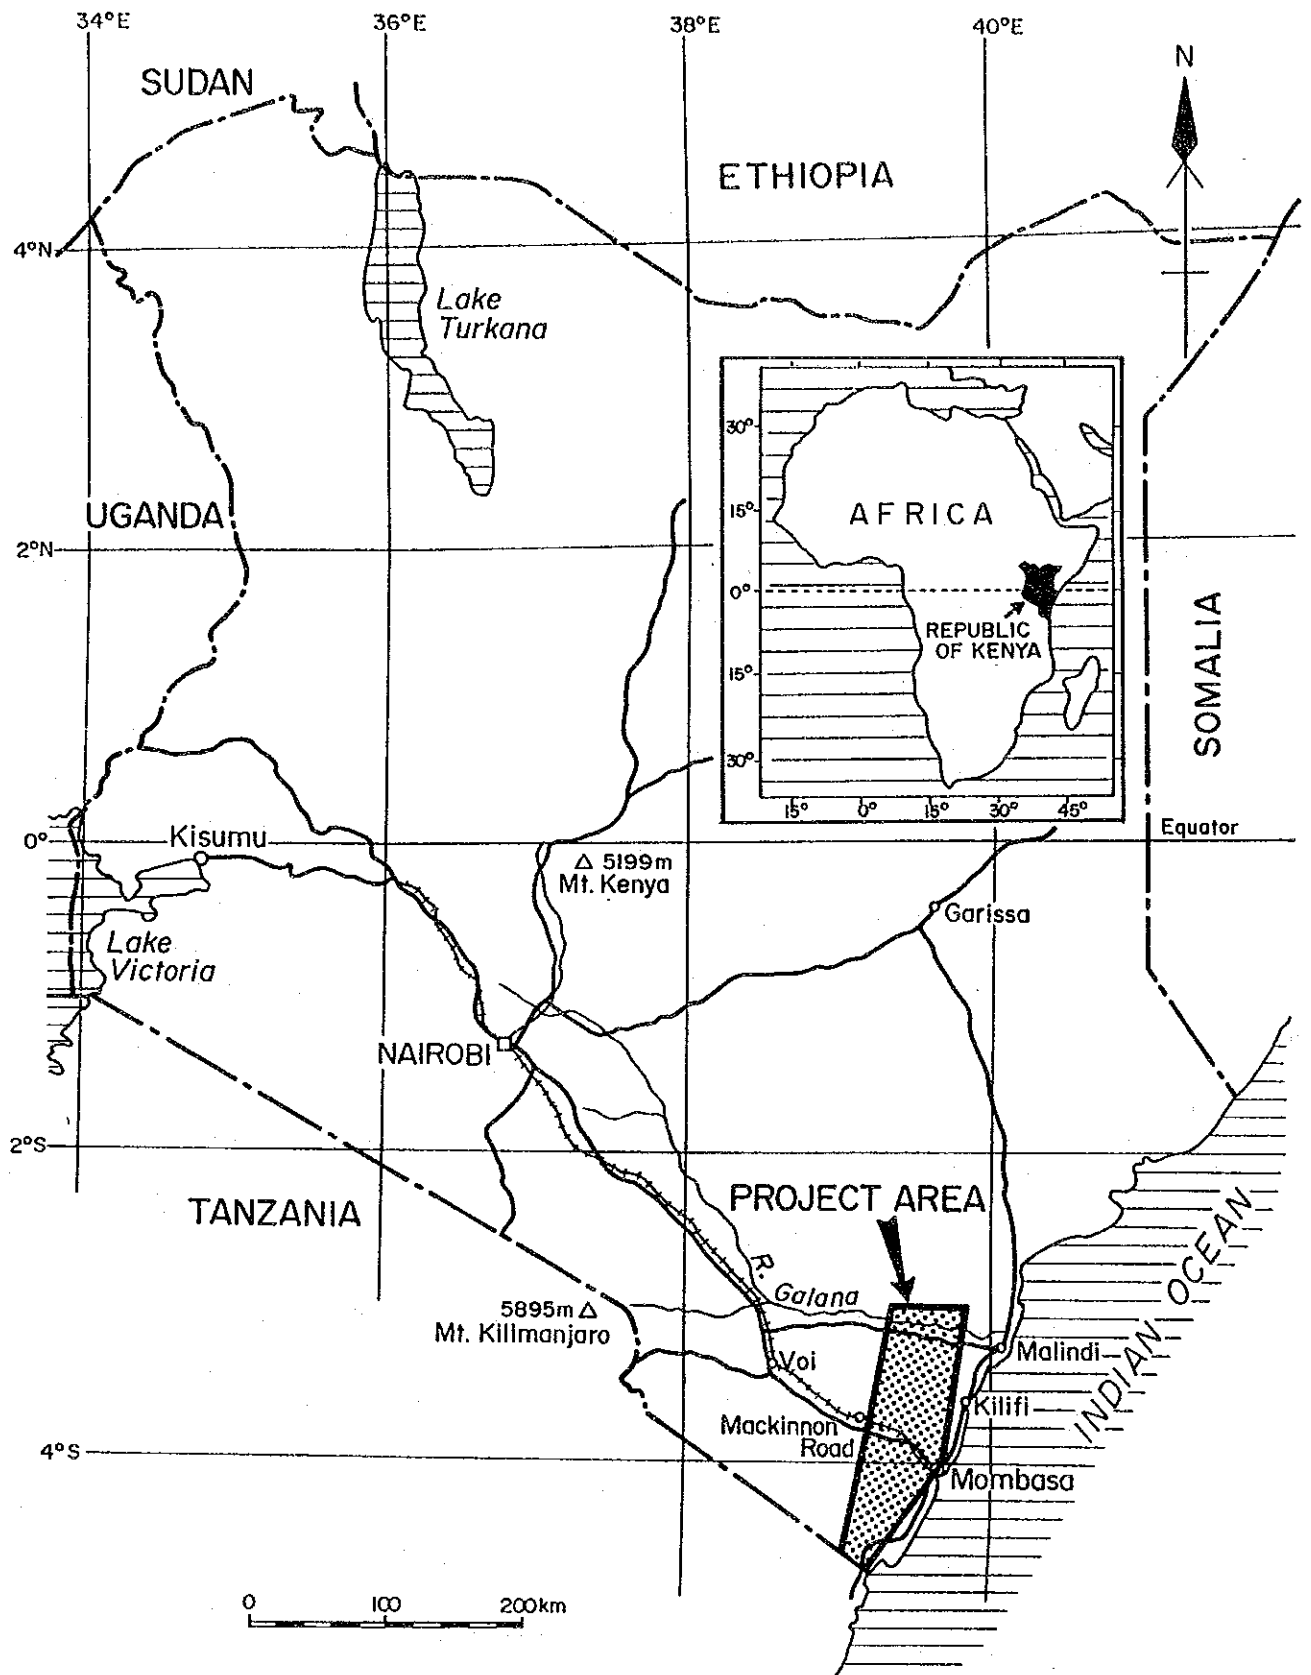 34°E
36°E
38°E
40°E
SUDAN
N
ETHIOPIA
4°N
Lake
Turkana
30°
UGANDA
15°
AFRICA
2°N
0°
REPUBLIC
OF KENYA
SOMALIA
15°
30°
15°
0°
15°
30°
45°
0°
Kisumu
Equator
△ 5199m
Mt. Kenya
Garissa
Lake
Victoria
NAIROBI
2°S
TANZANIA
PROJECT AREA
R.
Galana
5895m △
Mt. Kilimanjaro
INDIAN OCEAN
Voi
Malindi
Kilifi
Mackinnon
Road
4°S
Mombasa
0
100
200km